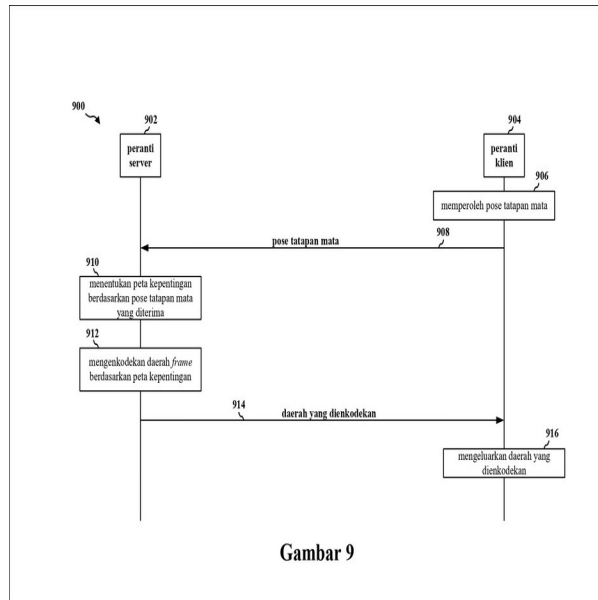 900
902
peranti
server
904
peranti
klien
906
memperoleh pose tatapan mata
pose tatapan mata
908
910
menentukan peta kepentingan
berdasarkan pose tatapan mata
yang diterima
912
mengenkodekan daerah frame
berdasarkan peta kepentingan
914
daerah yang dienkodekan
916
mengeluarkan daerah yang
dienkodekan
Gambar 9